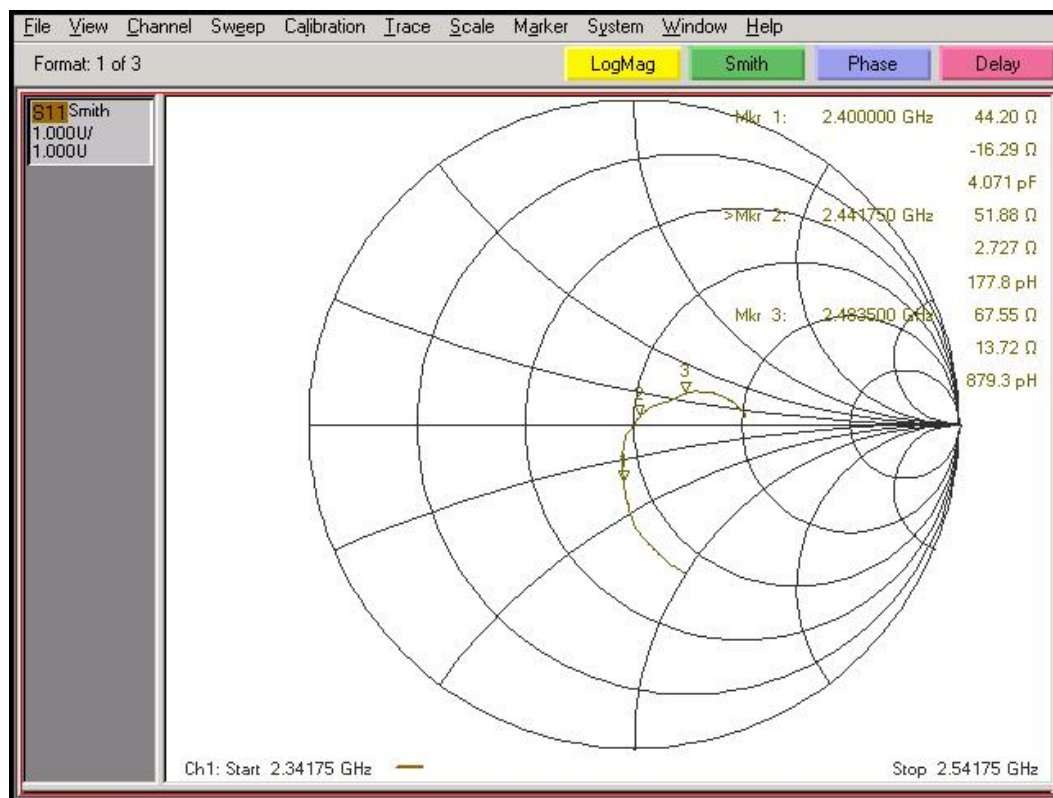 File View Channel Sweep Calibration Trace Scale Marker System Window Help
Format: 1 of 3 LogMag Smith Phase Delay
S11 Smith
1.000U/
1.000U
Mkr 1: 2.400000 GHz 44.20 Ω
-16.29 Ω
4.071 pF
>Mkr 2: 2.441750 GHz 51.88 Ω
2.727 Ω
177.8 pH
Mkr 3: 2.483500 GHz 67.55 Ω
13.72 Ω
879.3 pH
3
2
1
Ch1: Start 2.34175 GHz Stop 2.54175 GHz